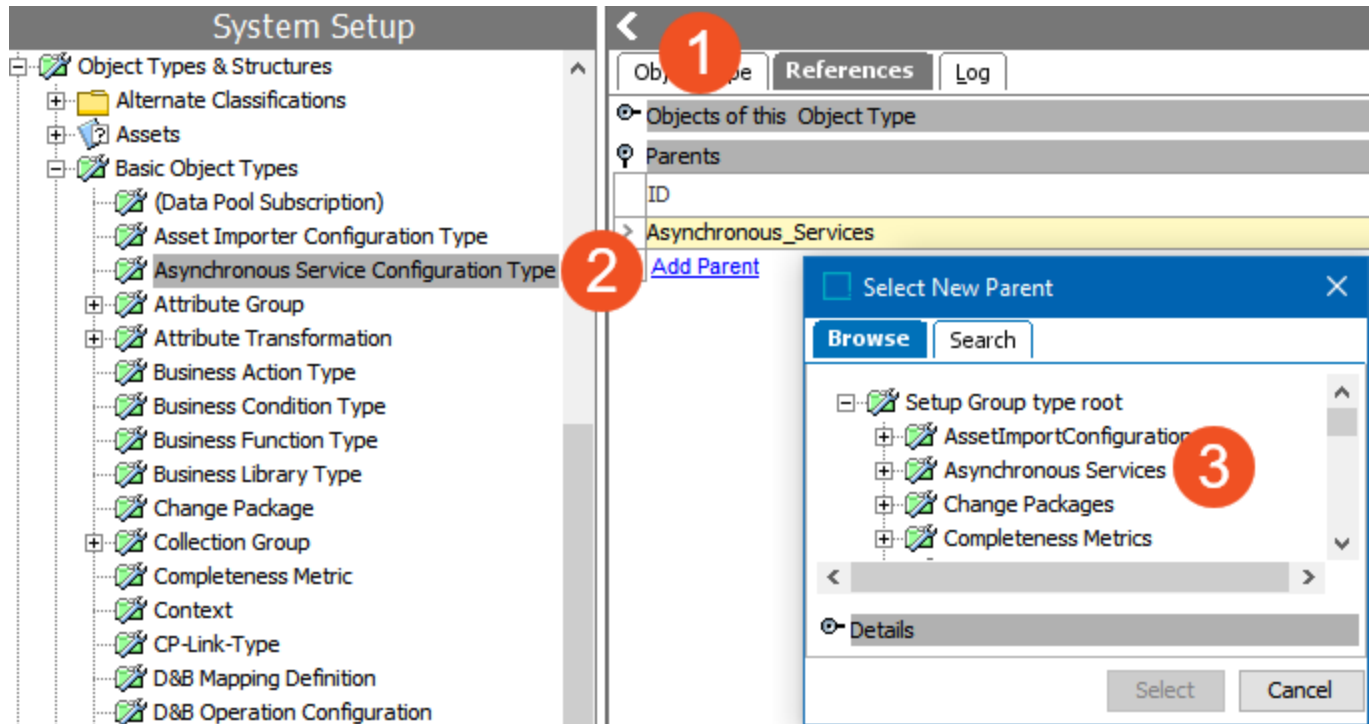 System Setup
Object Types & Structures
Alternate Classifications
Assets
Basic Object Types
(Data Pool Subscription)
Asset Importer Configuration Type
Asynchronous Service Configuration Type
Attribute Group
Attribute Transformation
Business Action Type
Business Condition Type
Business Function Type
Business Library Type
Change Package
Collection Group
Completeness Metric
Context
CP-Link-Type
D&B Mapping Definition
D&B Operation Configuration
1
References Log
Objects of this Object Type
Parents
ID
Asynchronous_Services
2
Add Parent
Select New Parent
Browse Search
Setup Group type root
AssetImportConfiguration
Asynchronous Services
3
Change Packages
Completeness Metrics
Details
Select Cancel